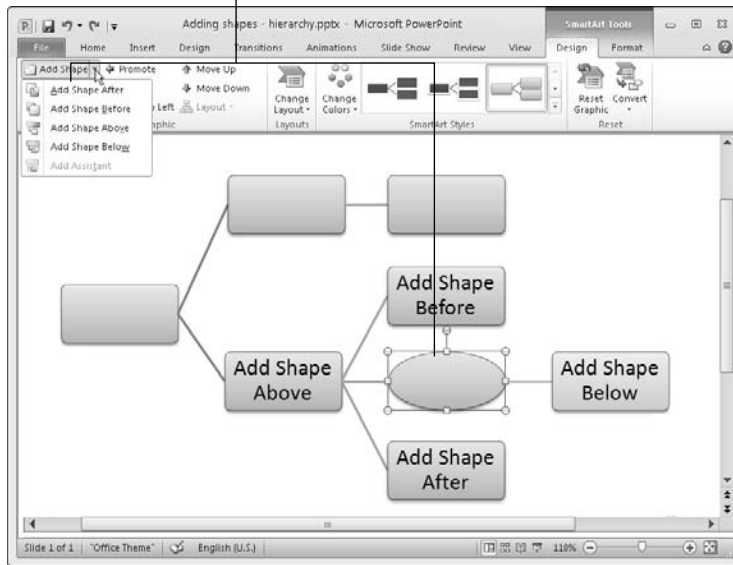 Adding shapes - hierarchy.pptx - Microsoft PowerPoint
SmartArt Tools
File Home Insert Design Transitions Animations Slide Show Review View Design Format
Add Shape Promote Move Up
Move Down
Left Layout
Add Shape After
Add Shape Before
Add Shape Above
Add Shape Below
Add Assistant
Change Layout
Change Colors
Reset Graphic
Convert
Layouts
SmartArt Styles
Reset
Add Shape
Before
Add Shape
Above
Add Shape
Below
Add Shape
After
Slide 1 of 1 "Office Theme" English (U.S.) 110%